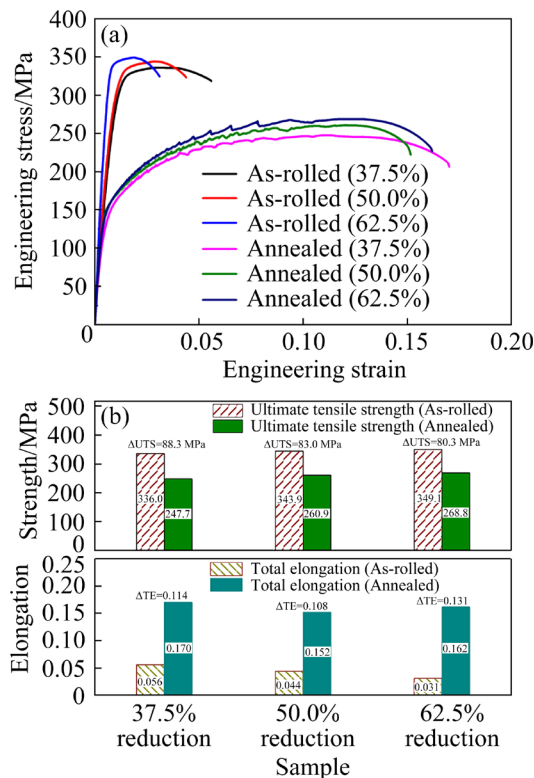 (a)
Engineering stress/MPa
400
350
300
250
200
150
100
50
0
As-rolled (37.5%)
As-rolled (50.0%)
As-rolled (62.5%)
Annealed (37.5%)
Annealed (50.0%)
Annealed (62.5%)
0.05
0.10
0.15
0.20
Engineering strain
(b)
Strength/MPa
500
400
300
200
100
0
Ultimate tensile strength (As-rolled)
Ultimate tensile strength (Annealed)
ΔUTS=88.3 MPa
ΔUTS=83.0 MPa
ΔUTS=80.3 MPa
336.0
247.7
343.9
260.9
349.1
268.8
Elongation
0.25
0.20
0.15
0.10
0.05
0
Total elongation (As-rolled)
Total elongation (Annealed)
ΔTE=0.114
ΔTE=0.108
ΔTE=0.131
0.056
0.170
0.044
0.152
0.031
0.162
37.5%
reduction
50.0%
reduction
62.5%
reduction
Sample